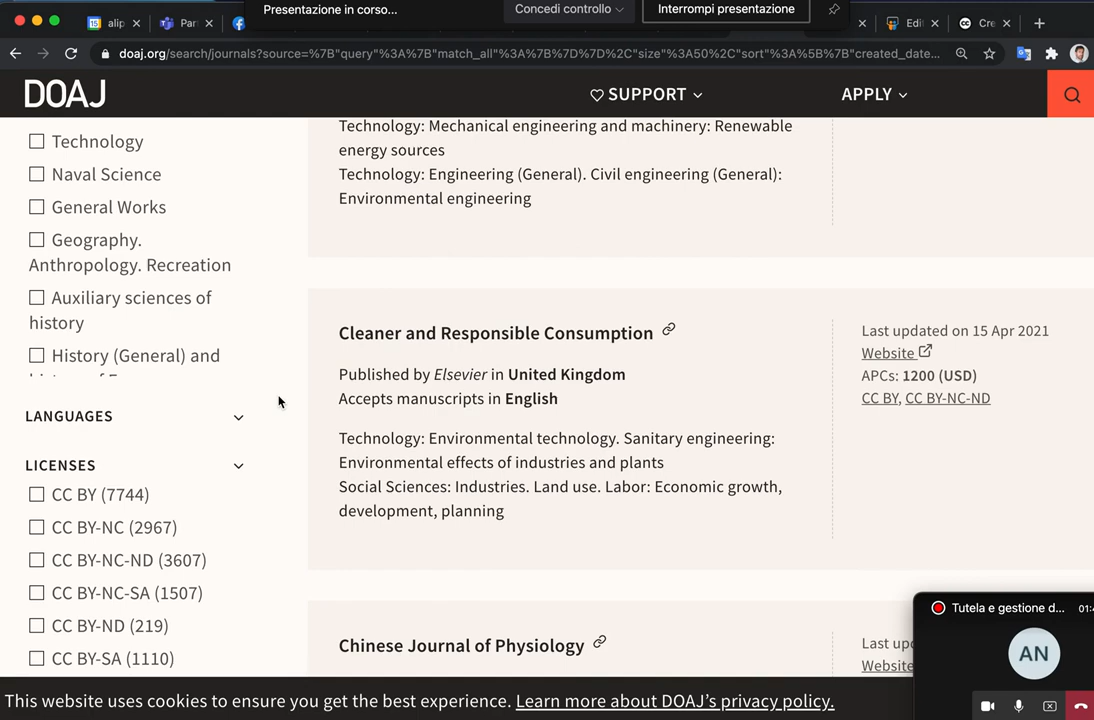 Presentazione in corso...
Concedi controllo
Interrompi presentazione
alip
Par
Edi
Cre
doaj.org/search/journals?source=%7B"query"%3A%7B"match_all"%3A%7B%7D%7D%2C"size"%3A50%2C"sort"%3A%5B%7B"created_date...
DOAJ
SUPPORT
APPLY
Technology
Naval Science
General Works
Geography.
Anthropology. Recreation
Auxiliary sciences of
history
History (General) and
LANGUAGES
LICENSES
CC BY (7744)
CC BY-NC (2967)
CC BY-NC-ND (3607)
CC BY-NC-SA (1507)
CC BY-ND (219)
CC BY-SA (1110)
Technology: Mechanical engineering and machinery: Renewable
energy sources
Technology: Engineering (General). Civil engineering (General):
Environmental engineering
Cleaner and Responsible Consumption
Published by Elsevier in United Kingdom
Accepts manuscripts in English
Technology: Environmental technology. Sanitary engineering:
Environmental effects of industries and plants
Social Sciences: Industries. Land use. Labor: Economic growth,
development, planning
Last updated on 15 Apr 2021
Website
APCs: 1200 (USD)
CC BY, CC BY-NC-ND
Chinese Journal of Physiology
Last up
Website
Tutela e gestione d...
01:
AN
This website uses cookies to ensure you get the best experience. Learn more about DOAJ's privacy policy.